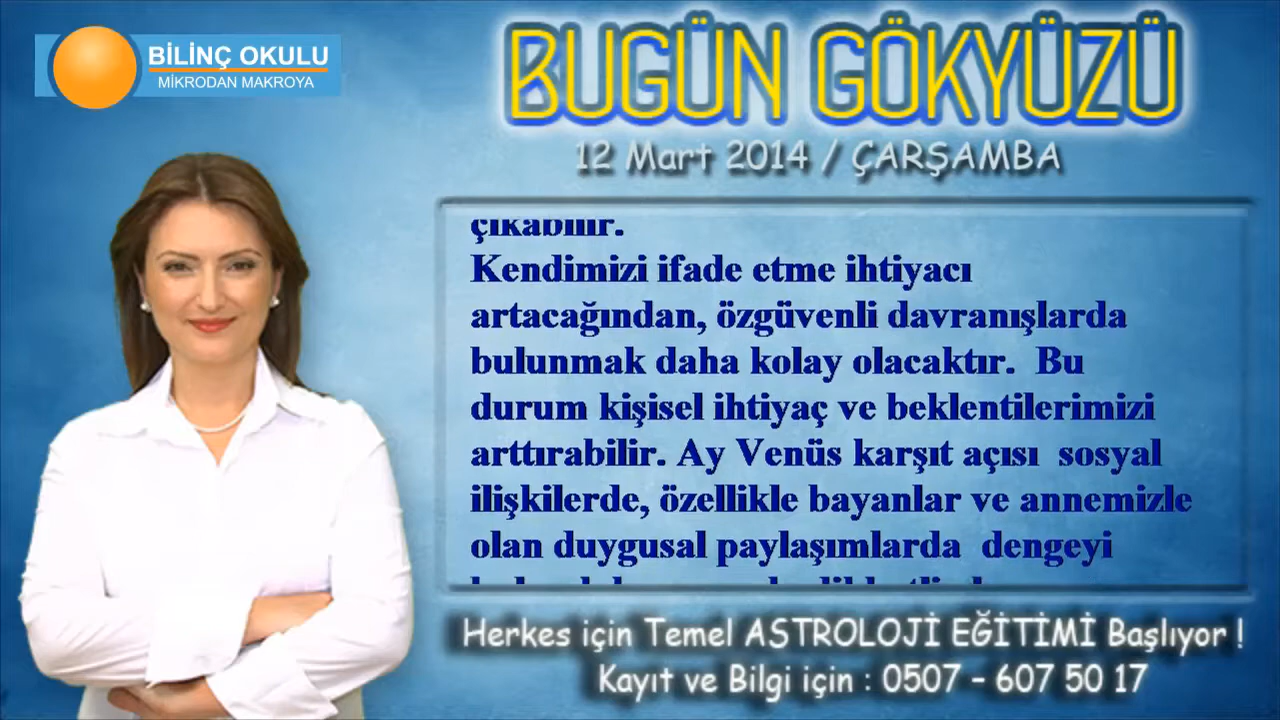 BİLİNÇ OKULU
MİKRODAN MAKROYA
BUGÜN GÖKYÜZÜ
12 Mart 2014 / ÇARŞAMBA
çıkabilir.
Kendimizi ifade etme ihtiyacı
artacağından, özgüvenli davranışlarda
bulunmak daha kolay olacaktır. Bu
durum kişisel ihtiyaç ve beklentilerimizi
arttırabilir. Ay Venüs karşıt açısı sosyal
ilişkilerde, özellikle bayanlar ve annemizle
olan duygusal paylaşımlarda dengeyi
Herkes için Temel ASTROLOJİ EĞİTİMİ Başlıyor !
Kayıt ve Bilgi için : 0507 – 607 50 17